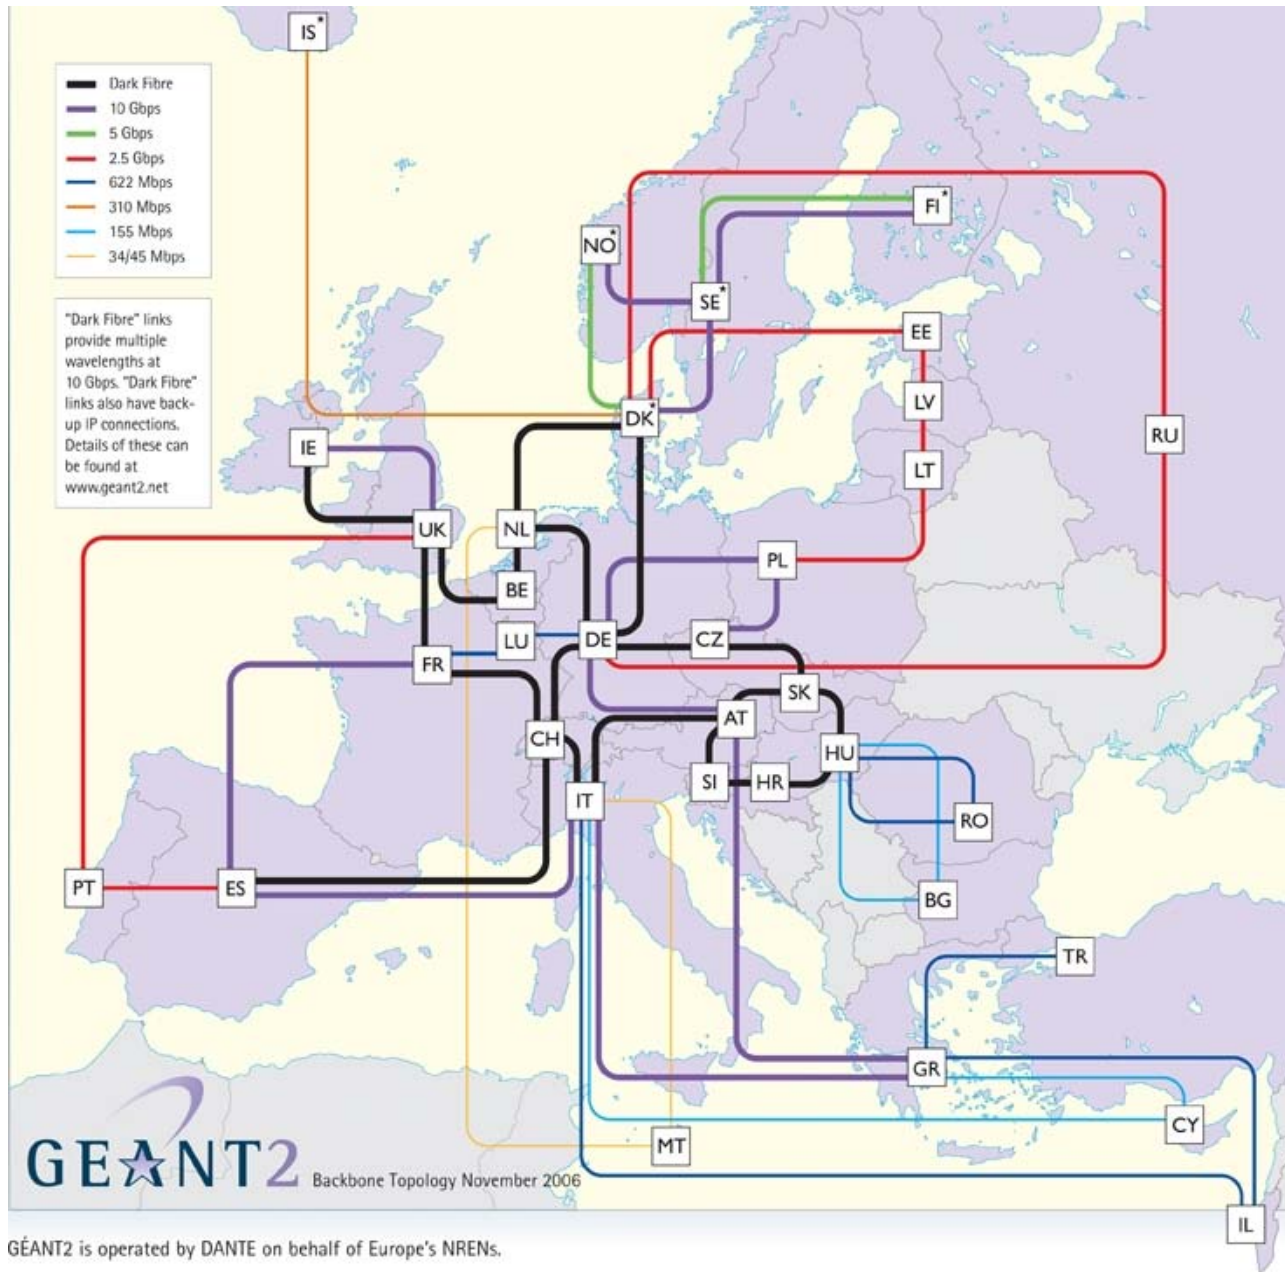 IS*
Dark Fibre
10 Gbps
5 Gbps
2.5 Gbps
622 Mbps
310 Mbps
155 Mbps
34/45 Mbps
FI*
NO*
SE*
"Dark Fibre" links
provide multiple
wavelengths at
10 Gbps. "Dark Fibre"
links also have back-
up IP connections.
Details of these can
be found at
www.geant2.net
EE
LV
DK*
RU
IE
LT
UK
NL
PL
BE
LU
DE
CZ
FR
SK
AT
CH
HU
SI
HR
IT
RO
PT
ES
BG
TR
GR
CY
MT
GEANT2
Backbone Topology November 2006
IL
GÉANT2 is operated by DANTE on behalf of Europe's NRENs.